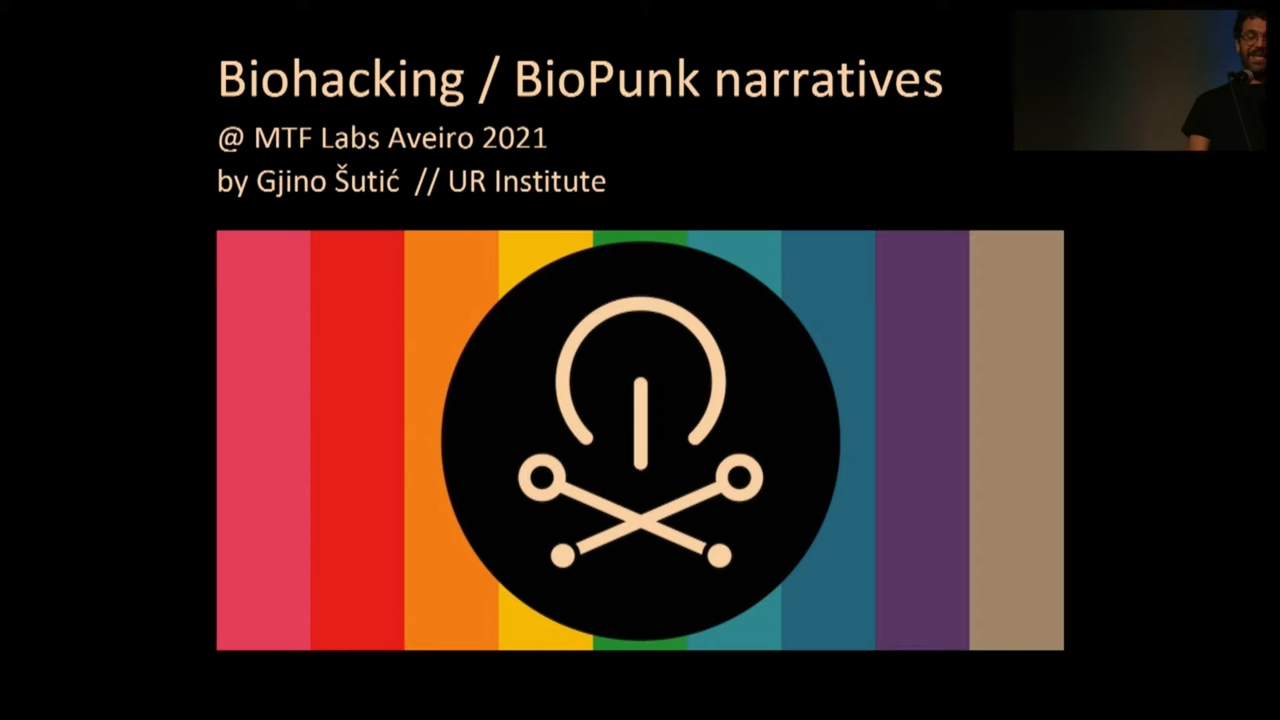 Biohacking / BioPunk narratives
@ MTF Labs Aveiro 2021
by Gjino Šutić // UR Institute